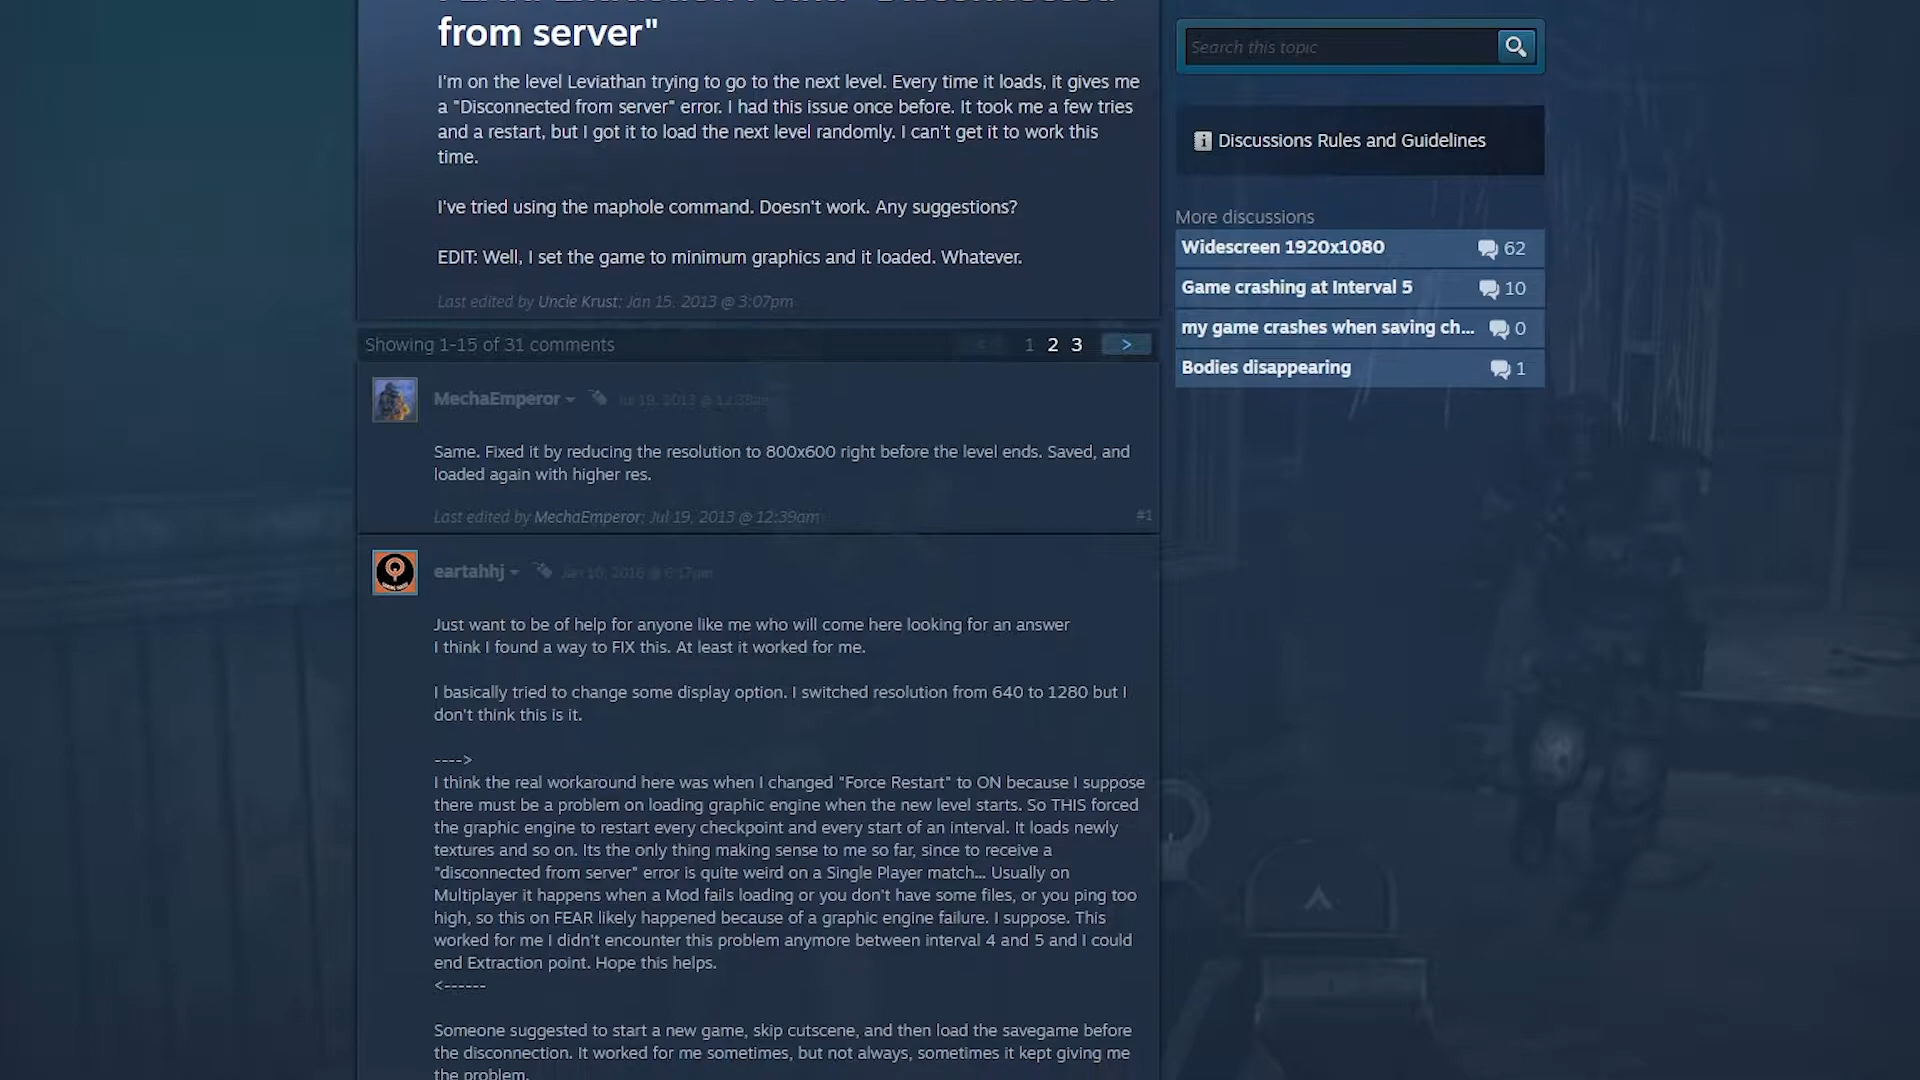 from server"
I'm on the level Leviathan trying to go to the next level. Every time it loads, it gives me
a "Disconnected from server" error. I had this issue once before. It took me a few tries
and a restart, but I got it to load the next level randomly. I can't get it to work this
time.
I've tried using the maphole command. Doesn't work. Any suggestions?
EDIT: Well, I set the game to minimum graphics and it loaded. Whatever.
Last edited by Uncle Krust; Jan 15, 2013 @ 3:07pm
Showing 1-15 of 31 comments
< 1 2 3 >
MechaEmperor Jul 19, 2013 @ 12:38am
Same. Fixed it by reducing the resolution to 800x600 right before the level ends. Saved, and
loaded again with higher res.
Last edited by MechaEmperor; Jul 19, 2013 @ 12:39am
#1
eartahhj Jan 10, 2016 @ 6:17pm
Just want to be of help for anyone like me who will come here looking for an answer
I think I found a way to FIX this. At least it worked for me.
I basically tried to change some display option. I switched resolution from 640 to 1280 but I
don't think this is it.
---->
I think the real workaround here was when I changed "Force Restart" to ON because I suppose
there must be a problem on loading graphic engine when the new level starts. So THIS forced
the graphic engine to restart every checkpoint and every start of an interval. It loads newly
textures and so on. Its the only thing making sense to me so far, since to receive a
"disconnected from server" error is quite weird on a Single Player match... Usually on
Multiplayer it happens when a Mod fails loading or you don't have some files, or you ping too
high, so this on FEAR likely happened because of a graphic engine failure. I suppose. This
worked for me I didn't encounter this problem anymore between interval 4 and 5 and I could
end Extraction point. Hope this helps.
<------
Someone suggested to start a new game, skip cutscene, and then load the savegame before
the disconnection. It worked for me sometimes, but not always, sometimes it kept giving me
the problem.
Search this topic
Discussions Rules and Guidelines
More discussions
Widescreen 1920x1080 62
Game crashing at Interval 5 10
my game crashes when saving ch... 0
Bodies disappearing 1